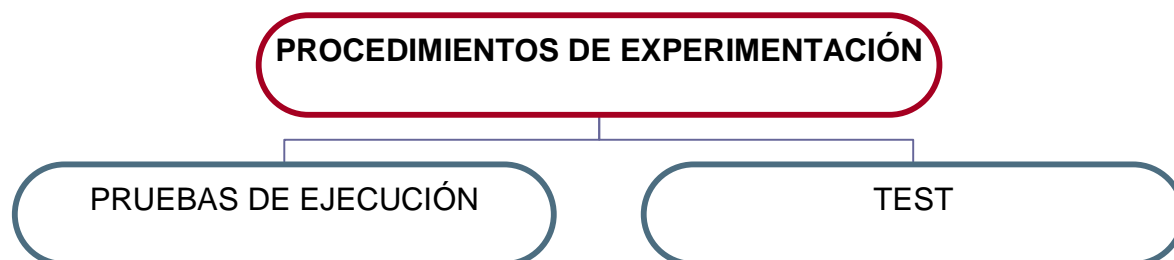 PROCEDIMIENTOS DE EXPERIMENTACIÓN
PRUEBAS DE EJECUCIÓN
TEST